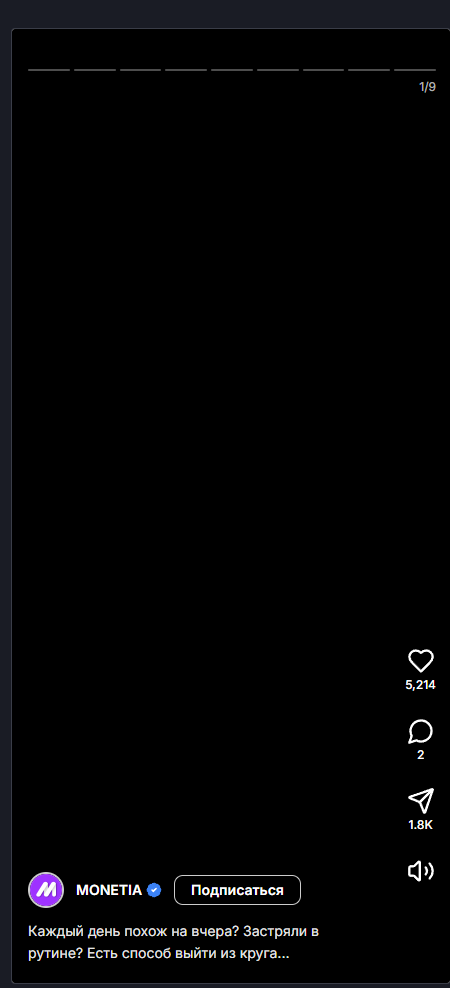 1/9
5,214
2
1.8K
MONETIA
Подписаться
Каждый день похож на вчера? Застряли в
рутине? Есть способ выйти из круга...